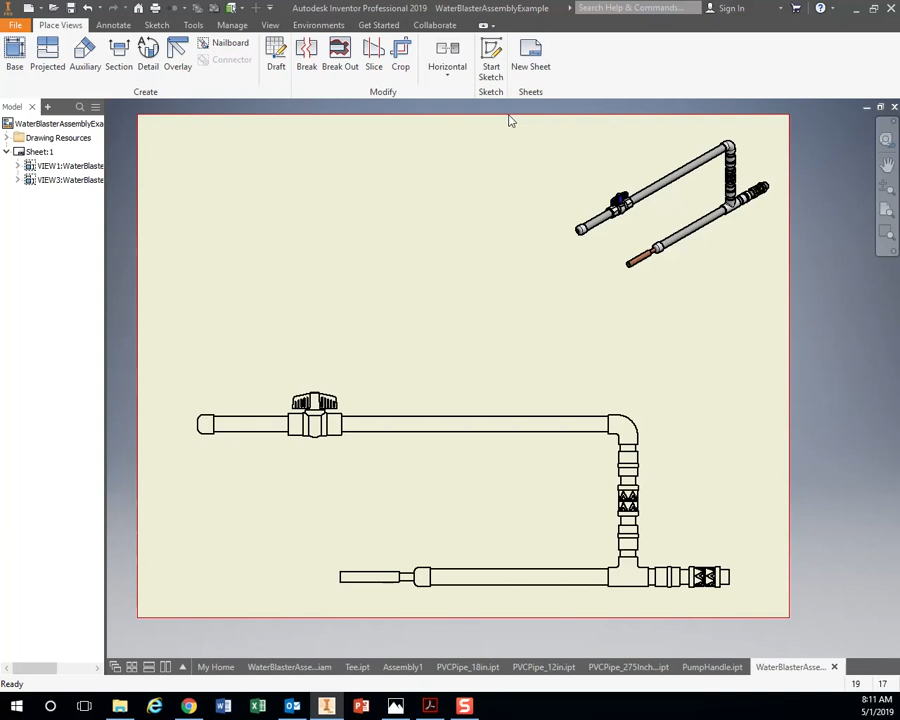 Autodesk Inventor Professional 2019 WaterBlasterAssemblyExample
Search Help & Commands...
Sign In
File Place Views Annotate Sketch Tools Manage View Environments Get Started Collaborate
Base Projected Auxiliary Section Detail Overlay
Nailboard
Connector
Draft Break Break Out Slice Crop
Horizontal
Start Sketch
New Sheet
Create Modify Sketch Sheets
Model
WaterBlasterAssemblyExa
Drawing Resources
Sheet:1
VIEW1:WaterBlaste
VIEW3:WaterBlaste
My Home WaterBlasterAsse...iam Tee.ipt Assembly1 PVCPipe_18in.ipt PVCPipe_12in.ipt PVCPipe_275Inch...ipt PumpHandle.ipt WaterBlasterAsse...
Ready
19 17
8:11 AM
5/1/2019